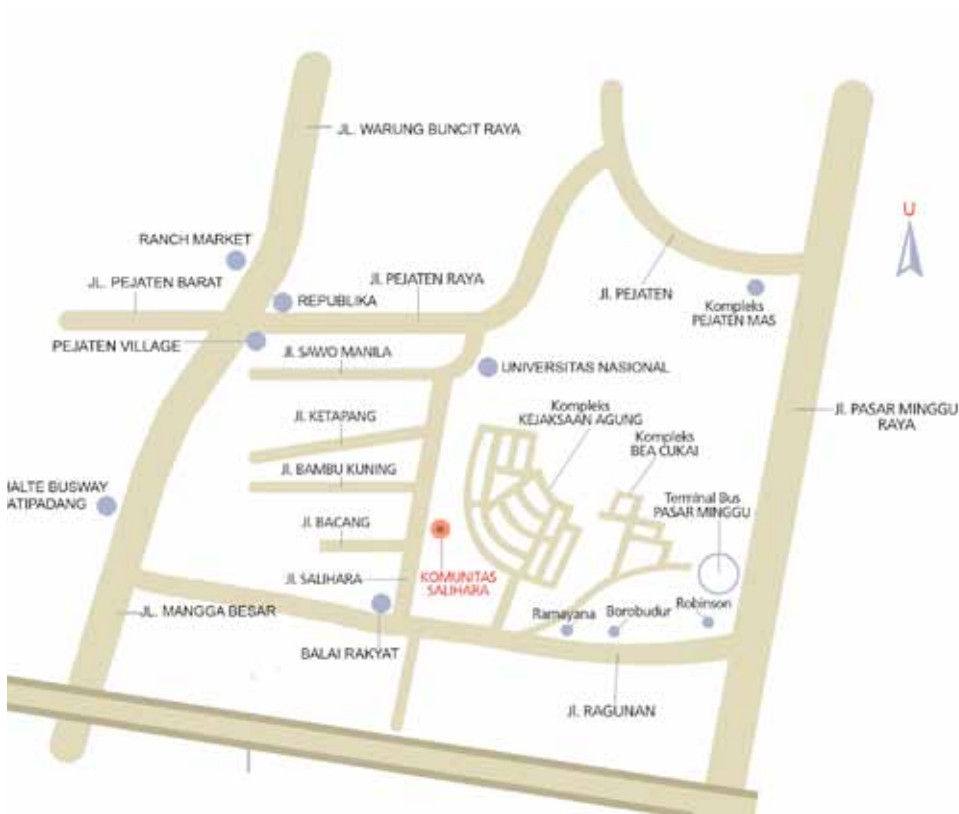 JL. WARUNG BUNCIT RAYA
U
RANCH MARKET
JL. PEJATEN BARAT
Jl. PEJATEN RAYA
REPUBLIKA
Jl. PEJATEN
Kompleks
PEJATEN MAS
PEJATEN VILLAGE
Jl. SAWO MANILA
UNIVERSITAS NASIONAL
Jl. KETAPANG
Kompleks
KEJAKSAAN AGUNG
Jl. PASAR MINGGU
RAYA
Kompleks
BEA CUKAI
Jl. BAMBU KUNING
HALTE BUSWAY
ATIPADANG
Terminal Bus
PASAR MINGGU
Jl. BACANG
Jl. SALIHARA
KOMUNITAS
SALIHARA
JL. MANGGA BESAR
Ramayana
Borobudur
Robinson
BALAI RAKYAT
Jl. RAGUNAN